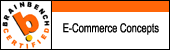 BRAINBENCH
CERTIFIED
b
E-Commerce Concepts